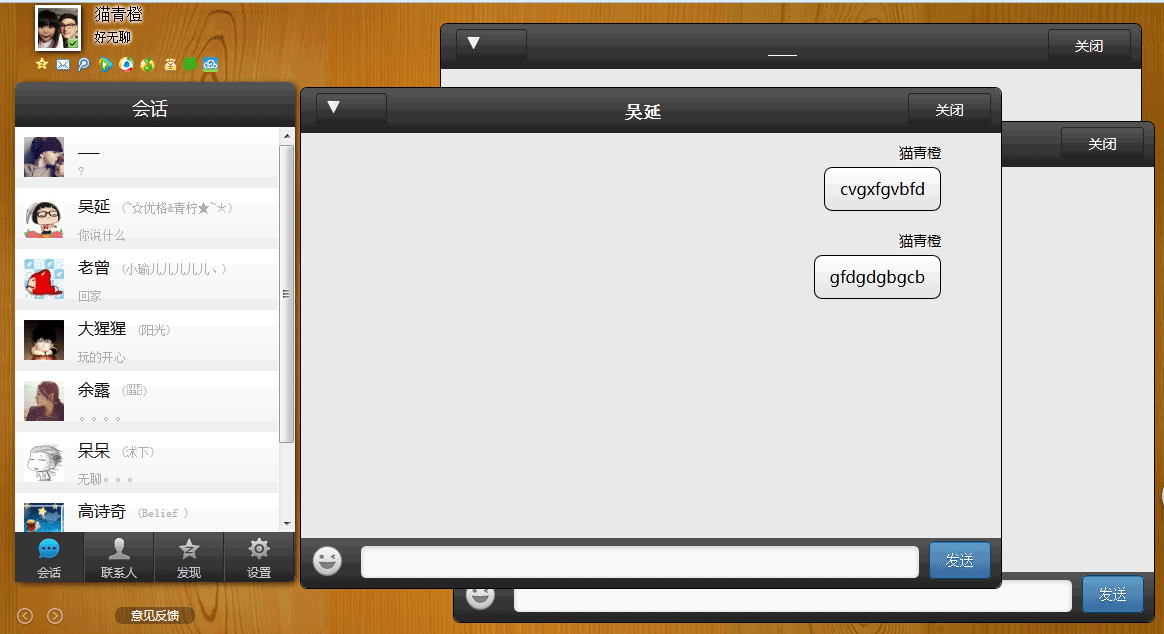 猫青橙
好无聊
会话
___
?
吴延 (~☆优格&青柠★~*)
你说什么
老曾 (小瑜儿儿儿儿儿、)
回家
大猩猩 (阳光)
玩的开心
余露
。。。。
呆呆 (沭下)
无聊。。。
高诗奇 (Belief )
会话
联系人
发现
设置
意见反馈
___
关闭
关闭
吴延
关闭
猫青橙
cvgxfgvbfd
猫青橙
gfdgdgbgcb
发送
发送